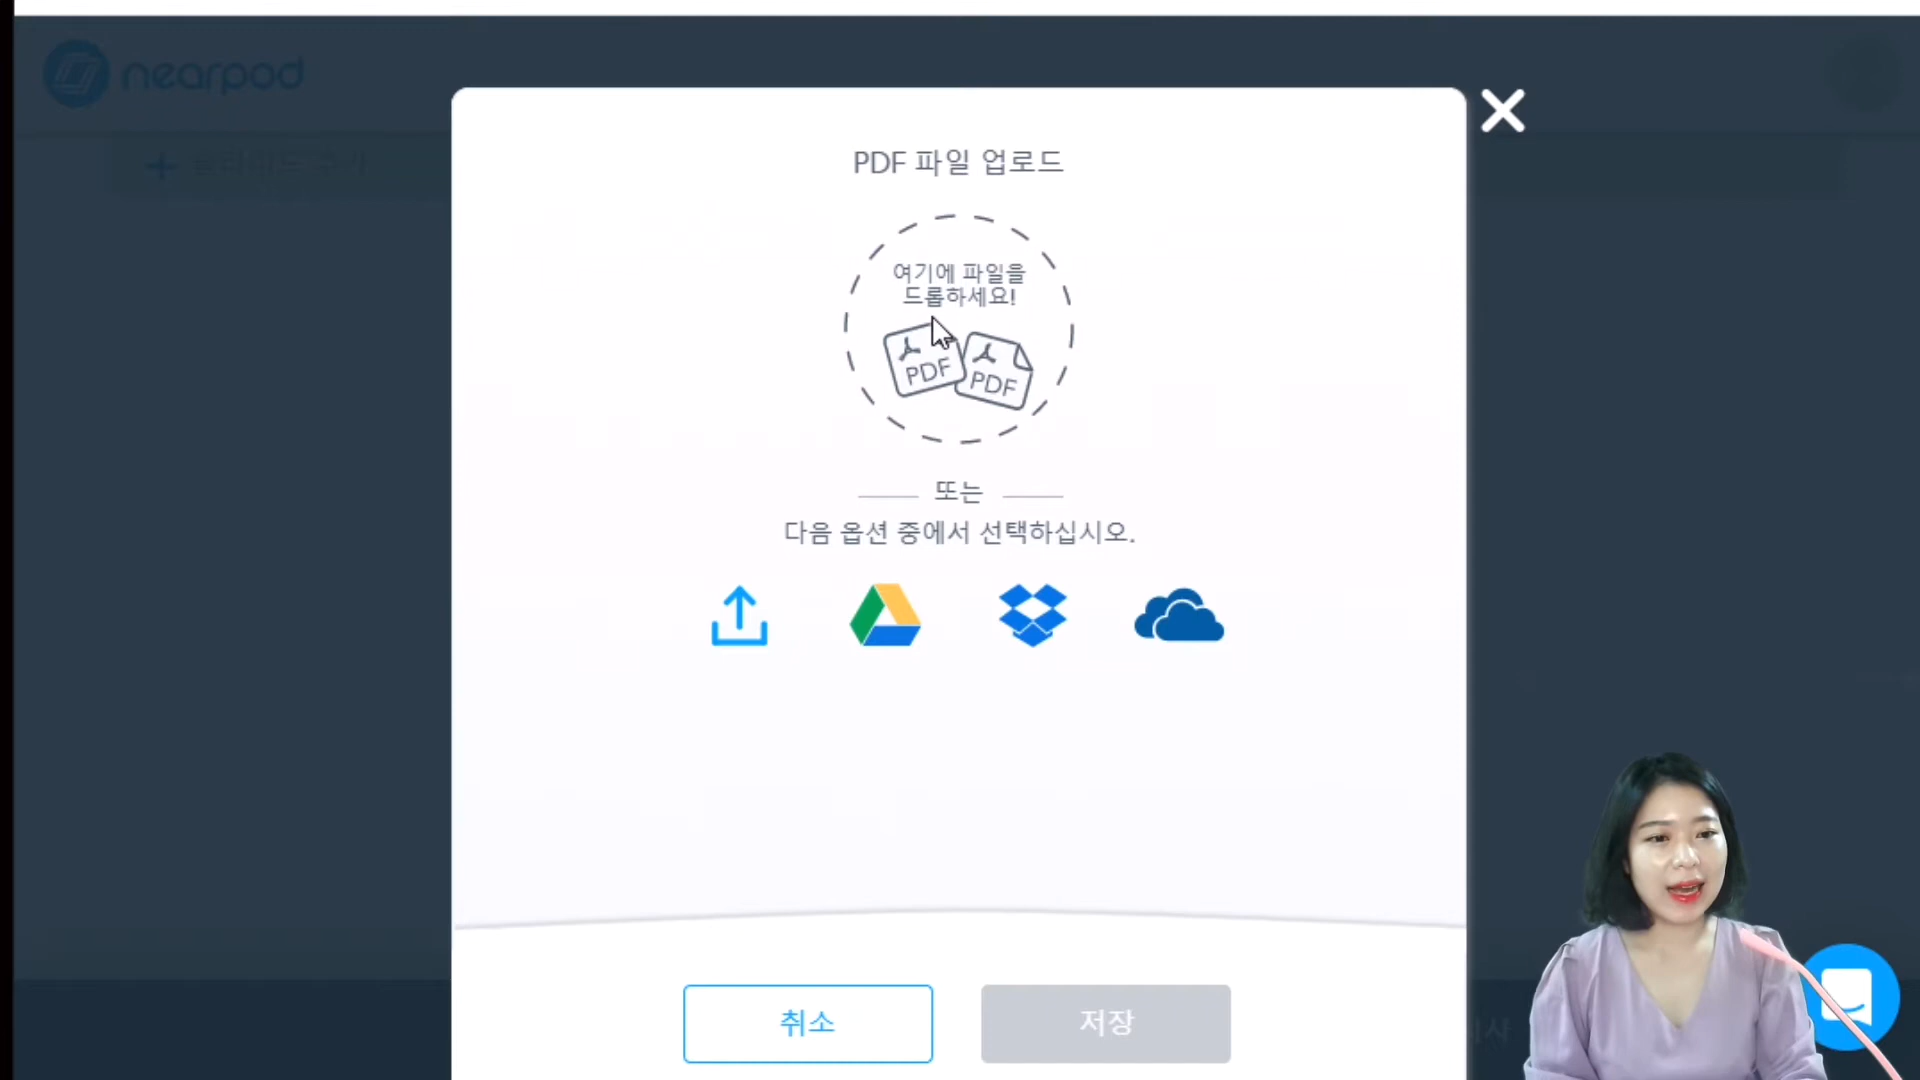 nearpod
PDF 파일 업로드
여기에 파일을
드롭하세요!
PDF
PDF
또는
다음 옵션 중에서 선택하십시오.
취소
저장